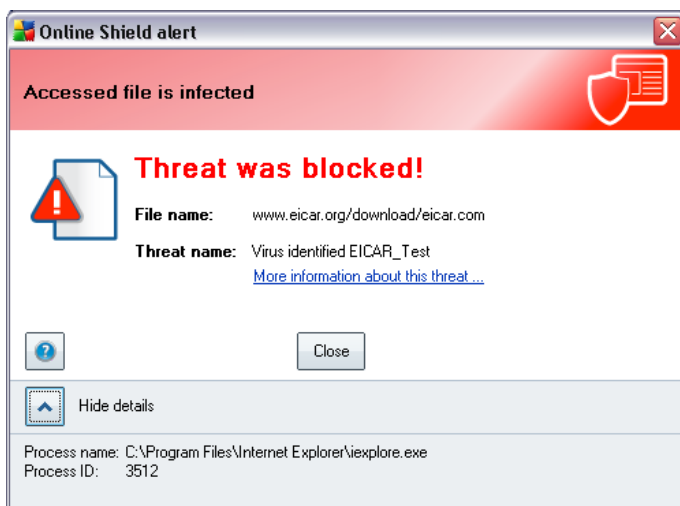 Online Shield alert
Accessed file is infected
Threat was blocked!
File name: www.eicar.org/download/eicar.com
Threat name: Virus identified EICAR_Test
More information about this threat ...
Close
Hide details
Process name: C:\Program Files\Internet Explorer\iexplore.exe
Process ID: 3512